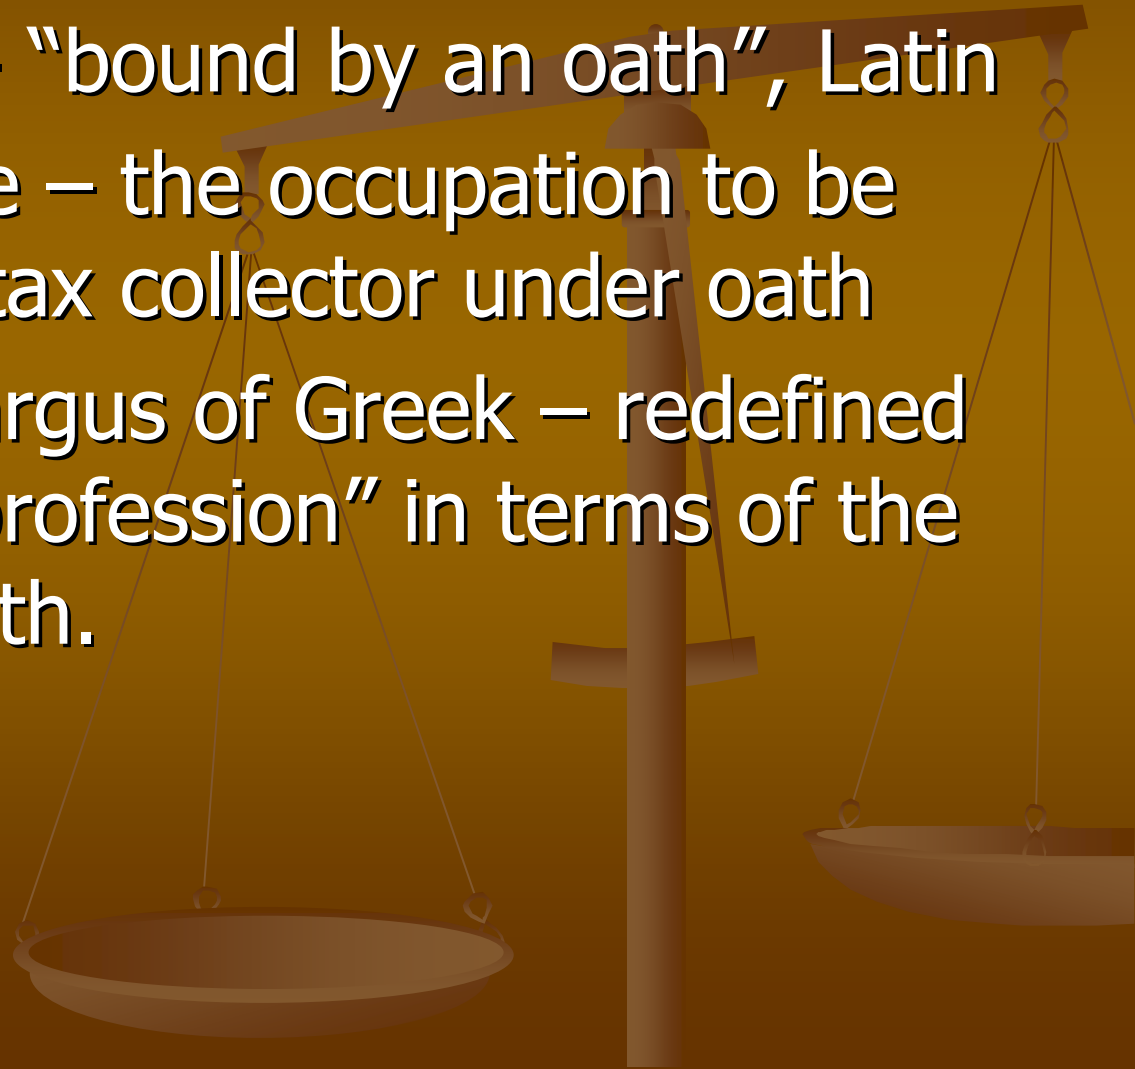 – “bound by an oath”, Latin
e – the occupation to be
tax collector under oath
rgus of Greek – redefined
profession” in terms of the
th.